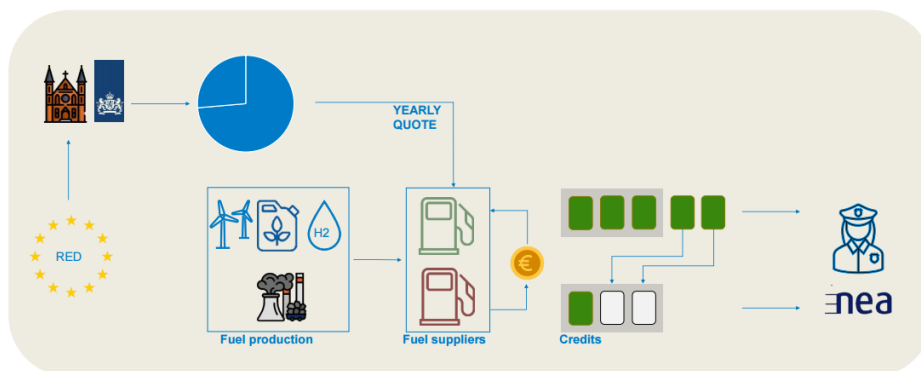 YEARLY
QUOTE
RED
H2
€
Fuel production
Fuel suppliers
Credits
nea